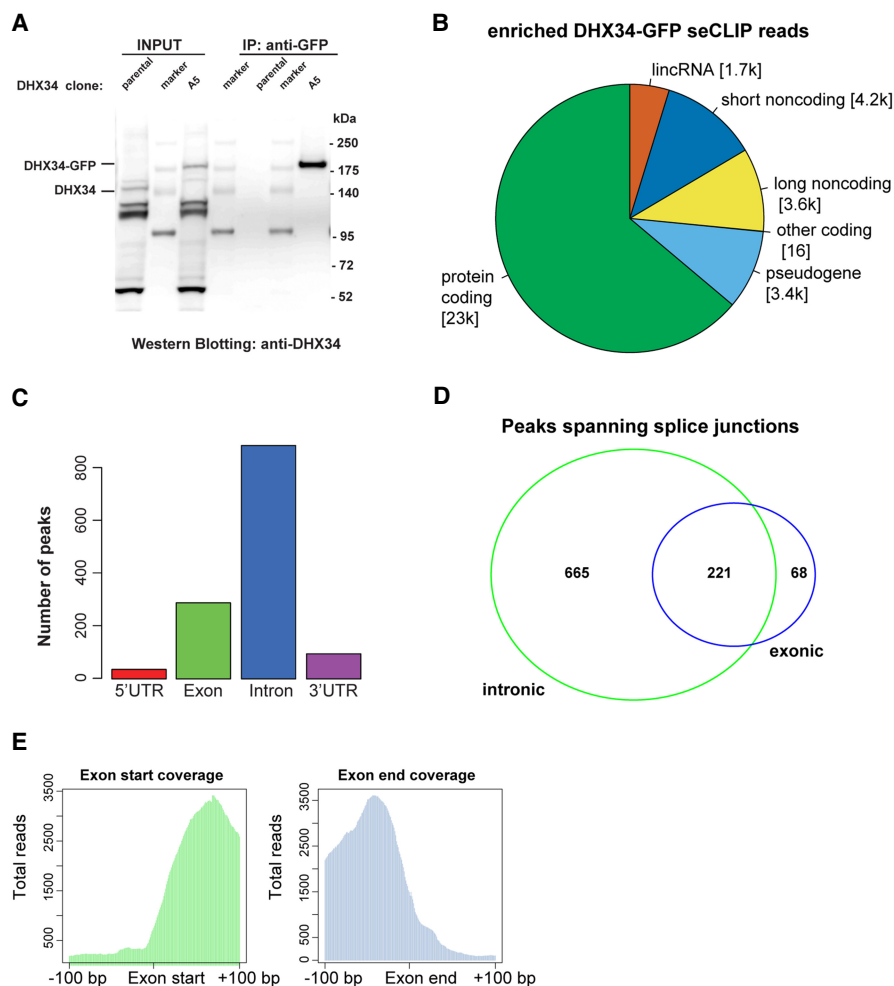 A
INPUT
IP: anti-GFP
DHX34 clone:
parental
marker
A5
marker
parental
marker
A5
kDa
- 250
- 175
- 140
- 95
- 72
- 52
DHX34-GFP
DHX34
Western Blotting: anti-DHX34
B
enriched DHX34-GFP seCLIP reads
lincRNA [1.7k]
short noncoding [4.2k]
long noncoding
[3.6k]
other coding
[16]
pseudogene
[3.4k]
protein
coding
[23k]
C
Number of peaks
0
200
400
600
800
5'UTR
Exon
Intron
3'UTR
D
Peaks spanning splice junctions
665
221
68
exonic
intronic
E
Exon start coverage
Total reads
500
1500
2500
3500
-100 bp
Exon start
+100 bp
Exon end coverage
Total reads
0
500
1500
2500
3500
-100 bp
Exon end
+100 bp